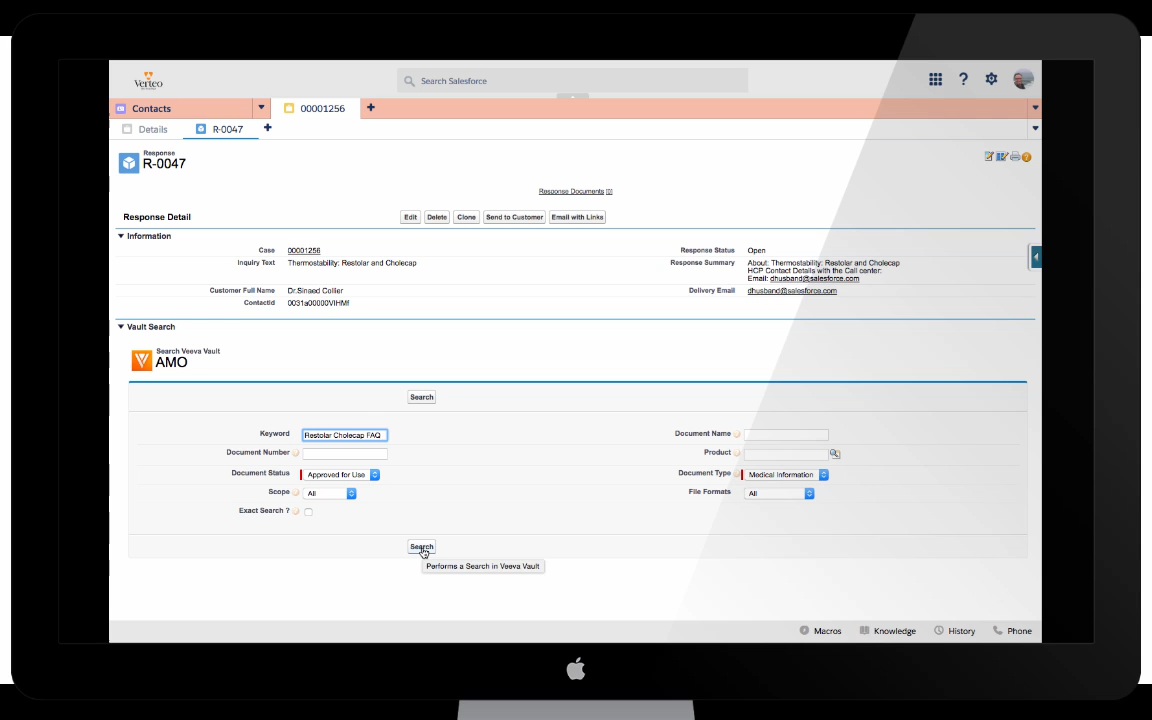 Verteo
Search Salesforce
?
Contacts
00001256
+
Details
R-0047
+
Response
R-0047
Response Documents [0]
Response Detail
Edit
Delete
Clone
Send to Customer
Email with Links
Information
Case
00001256
Response Status
Open
Inquiry Text
Thermostability: Restolar and Cholecap
Response Summary
About: Thermostability: Restolar and Cholecap
HCP Contact Details with the Call center:
Email: dhusband@salesforce.com
Customer Full Name
Dr.Sinaed Collier
Delivery Email
dhusband@salesforce.com
ContactId
0031a00000VIHMf
Vault Search
Search Veeva Vault
AMO
Search
Keyword
Restolar Cholecap FAQ
Document Name
Document Number
Product
Document Status
Approved for Use
Document Type
Medical Information
Scope
All
File Formats
All
Exact Search ?
Search
Performs a Search in Veeva Vault
Macros
Knowledge
History
Phone